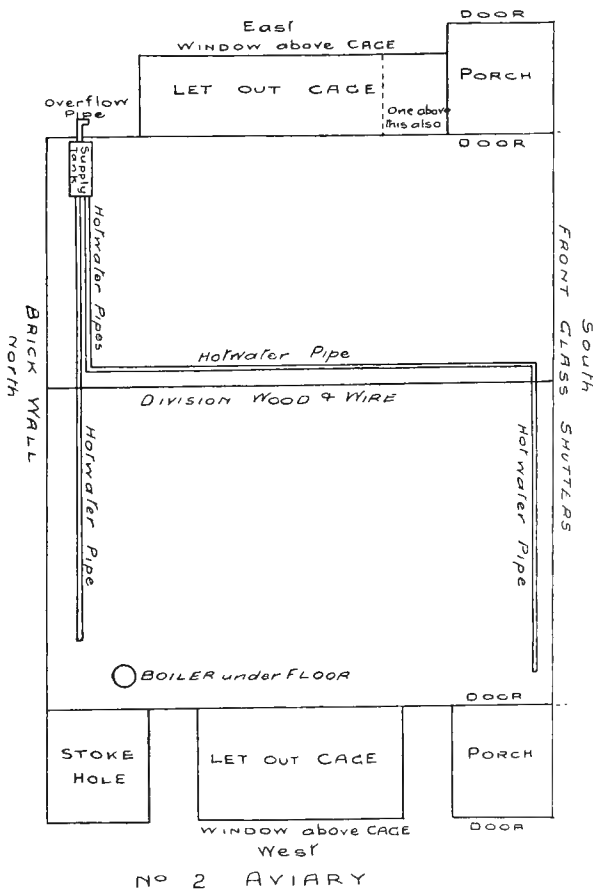 DOOR
East
WINDOW above CAGE
LET OUT CAGE
PORCH
One above
this also
Overflow
Pipe
DOOR
Supply
Tank
Hotwater Pipes
Hotwater Pipe
DIVISION WOOD & WIRE
BRICK WALL
North
FRONT GLASS SHUTTERS
South
Hotwater Pipe
Hotwater Pipe
BOILER under FLOOR
DOOR
STOKE
HOLE
LET OUT CAGE
PORCH
WINDOW above CAGE
DOOR
West
No 2 AVIARY